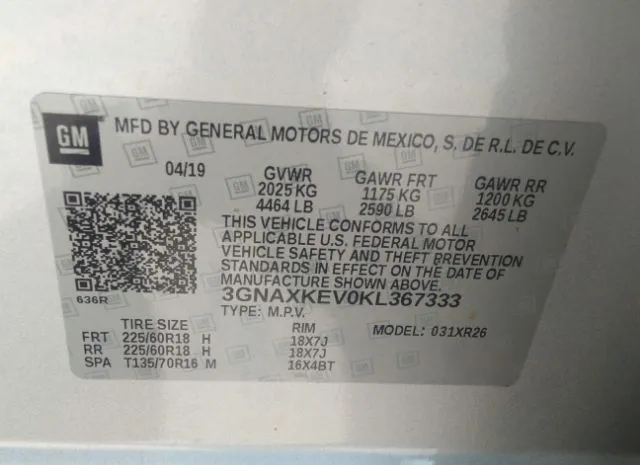 GM MFD BY GENERAL MOTORS DE MEXICO, S. DE R.L. DE C.V.
04/19 GVWR GAWR FRT GAWR RR
2025 KG 1175 KG 1200 KG
4464 LB 2590 LB 2645 LB
THIS VEHICLE CONFORMS TO ALL
APPLICABLE U.S. FEDERAL MOTOR
VEHICLE SAFETY AND THEFT PREVENTION
STANDARDS IN EFFECT ON THE DATE OF
MANUFACTURE SHOWN ABOVE.
3GNAXKEV0KL367333
636R
TYPE: M.P.V.
TIRE SIZE RIM MODEL: 031XR26
FRT 225/60R18 H 18X7J
RR 225/60R18 H 18X7J
SPA T135/70R16 M 16X4BT